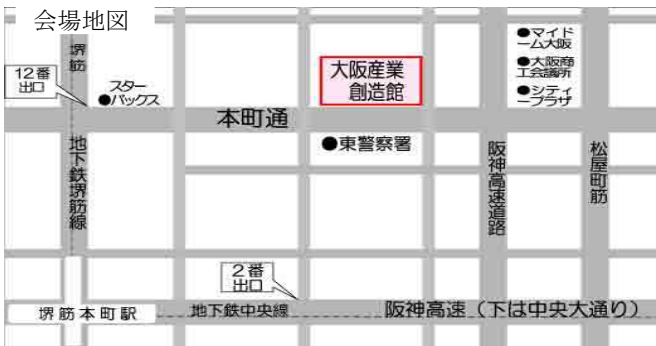 会場地図
堺筋
12番
出口
スター
●バックス
大阪産業
創造館
●マイド
ーム大阪
●大阪商
工会議所
●シティ
ープラザ
本町通
●東警察署
地下鉄堺筋線
阪神高速道路
松屋町筋
2番
出口
堺筋本町駅
地下鉄中央線
阪神高速（下は中央大通り）